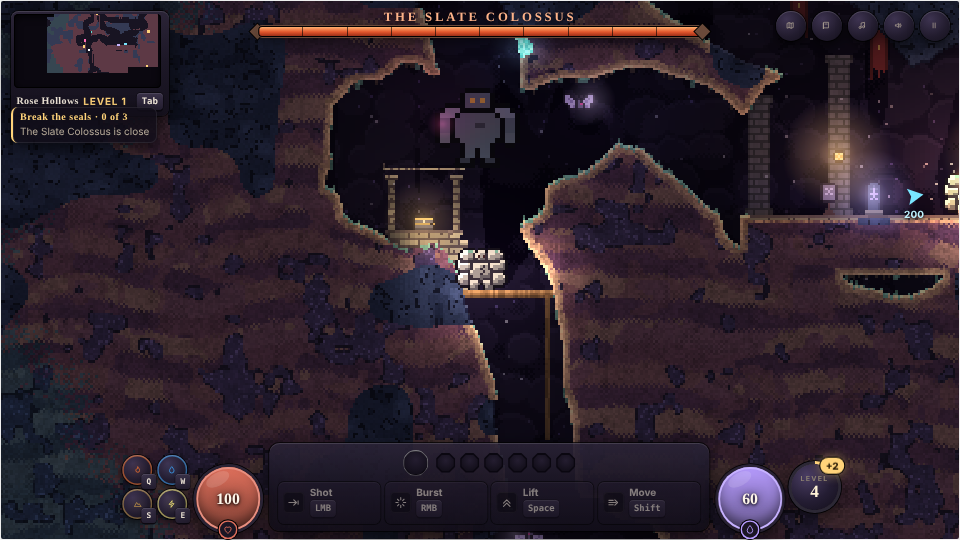 THE SLATE COLOSSUS
Rose Hollows LEVEL 1 Tab
Break the seals · 0 of 3
The Slate Colossus is close
200
Q W
S E
100
Shot
LMB
Burst
RMB
Lift
Space
Move
Shift
60
+2
LEVEL
4